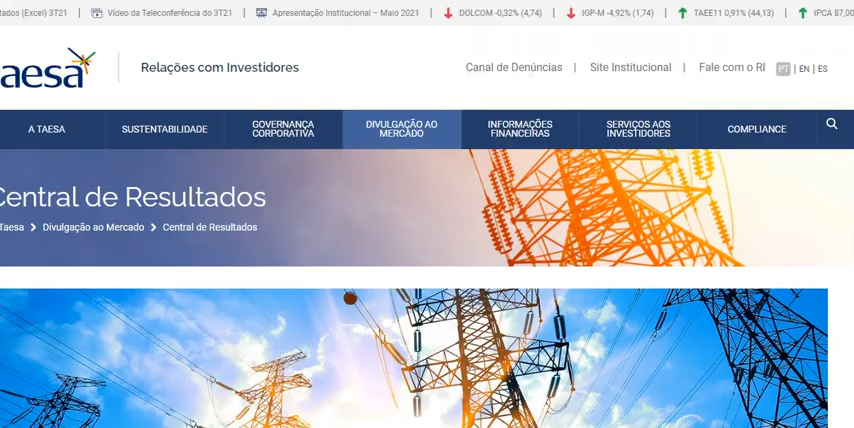 tados (Excel) 3T21 | Vídeo da Teleconferência do 3T21 | Apresentação Institucional – Maio 2021 | DOLCOM -0,32% (4,74) | IGP-M -4,92% (1,74) | TAEE11 0,91% (44,13) | IPCA 87,00
aesa
Relações com Investidores
Canal de Denúncias | Site Institucional | Fale com o RI PT | EN | ES
A TAESA
SUSTENTABILIDADE
GOVERNANÇA
CORPORATIVA
DIVULGAÇÃO AO
MERCADO
INFORMAÇÕES
FINANCEIRAS
SERVIÇOS AOS
INVESTIDORES
COMPLIANCE
Central de Resultados
Taesa > Divulgação ao Mercado > Central de Resultados